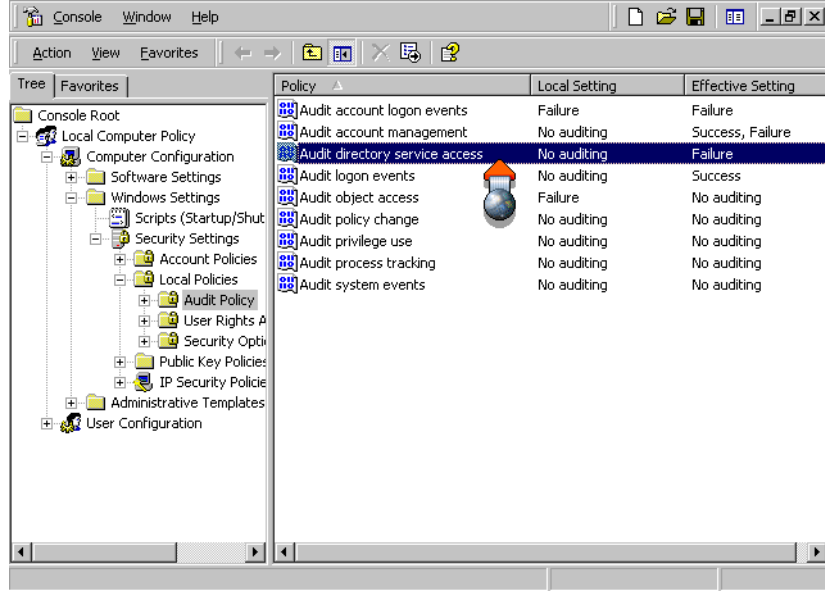 Console Window Help
Action View Favorites
Tree Favorites
Console Root
Local Computer Policy
Computer Configuration
Software Settings
Windows Settings
Scripts (Startup/Shut
Security Settings
Account Policies
Local Policies
Audit Policy
User Rights A
Security Opti
Public Key Policies
IP Security Policie
Administrative Templates
User Configuration
Policy Local Setting Effective Setting
Audit account logon events Failure Failure
Audit account management No auditing Success, Failure
Audit directory service access No auditing Failure
Audit logon events No auditing Success
Audit object access Failure No auditing
Audit policy change No auditing No auditing
Audit privilege use No auditing No auditing
Audit process tracking No auditing No auditing
Audit system events No auditing No auditing